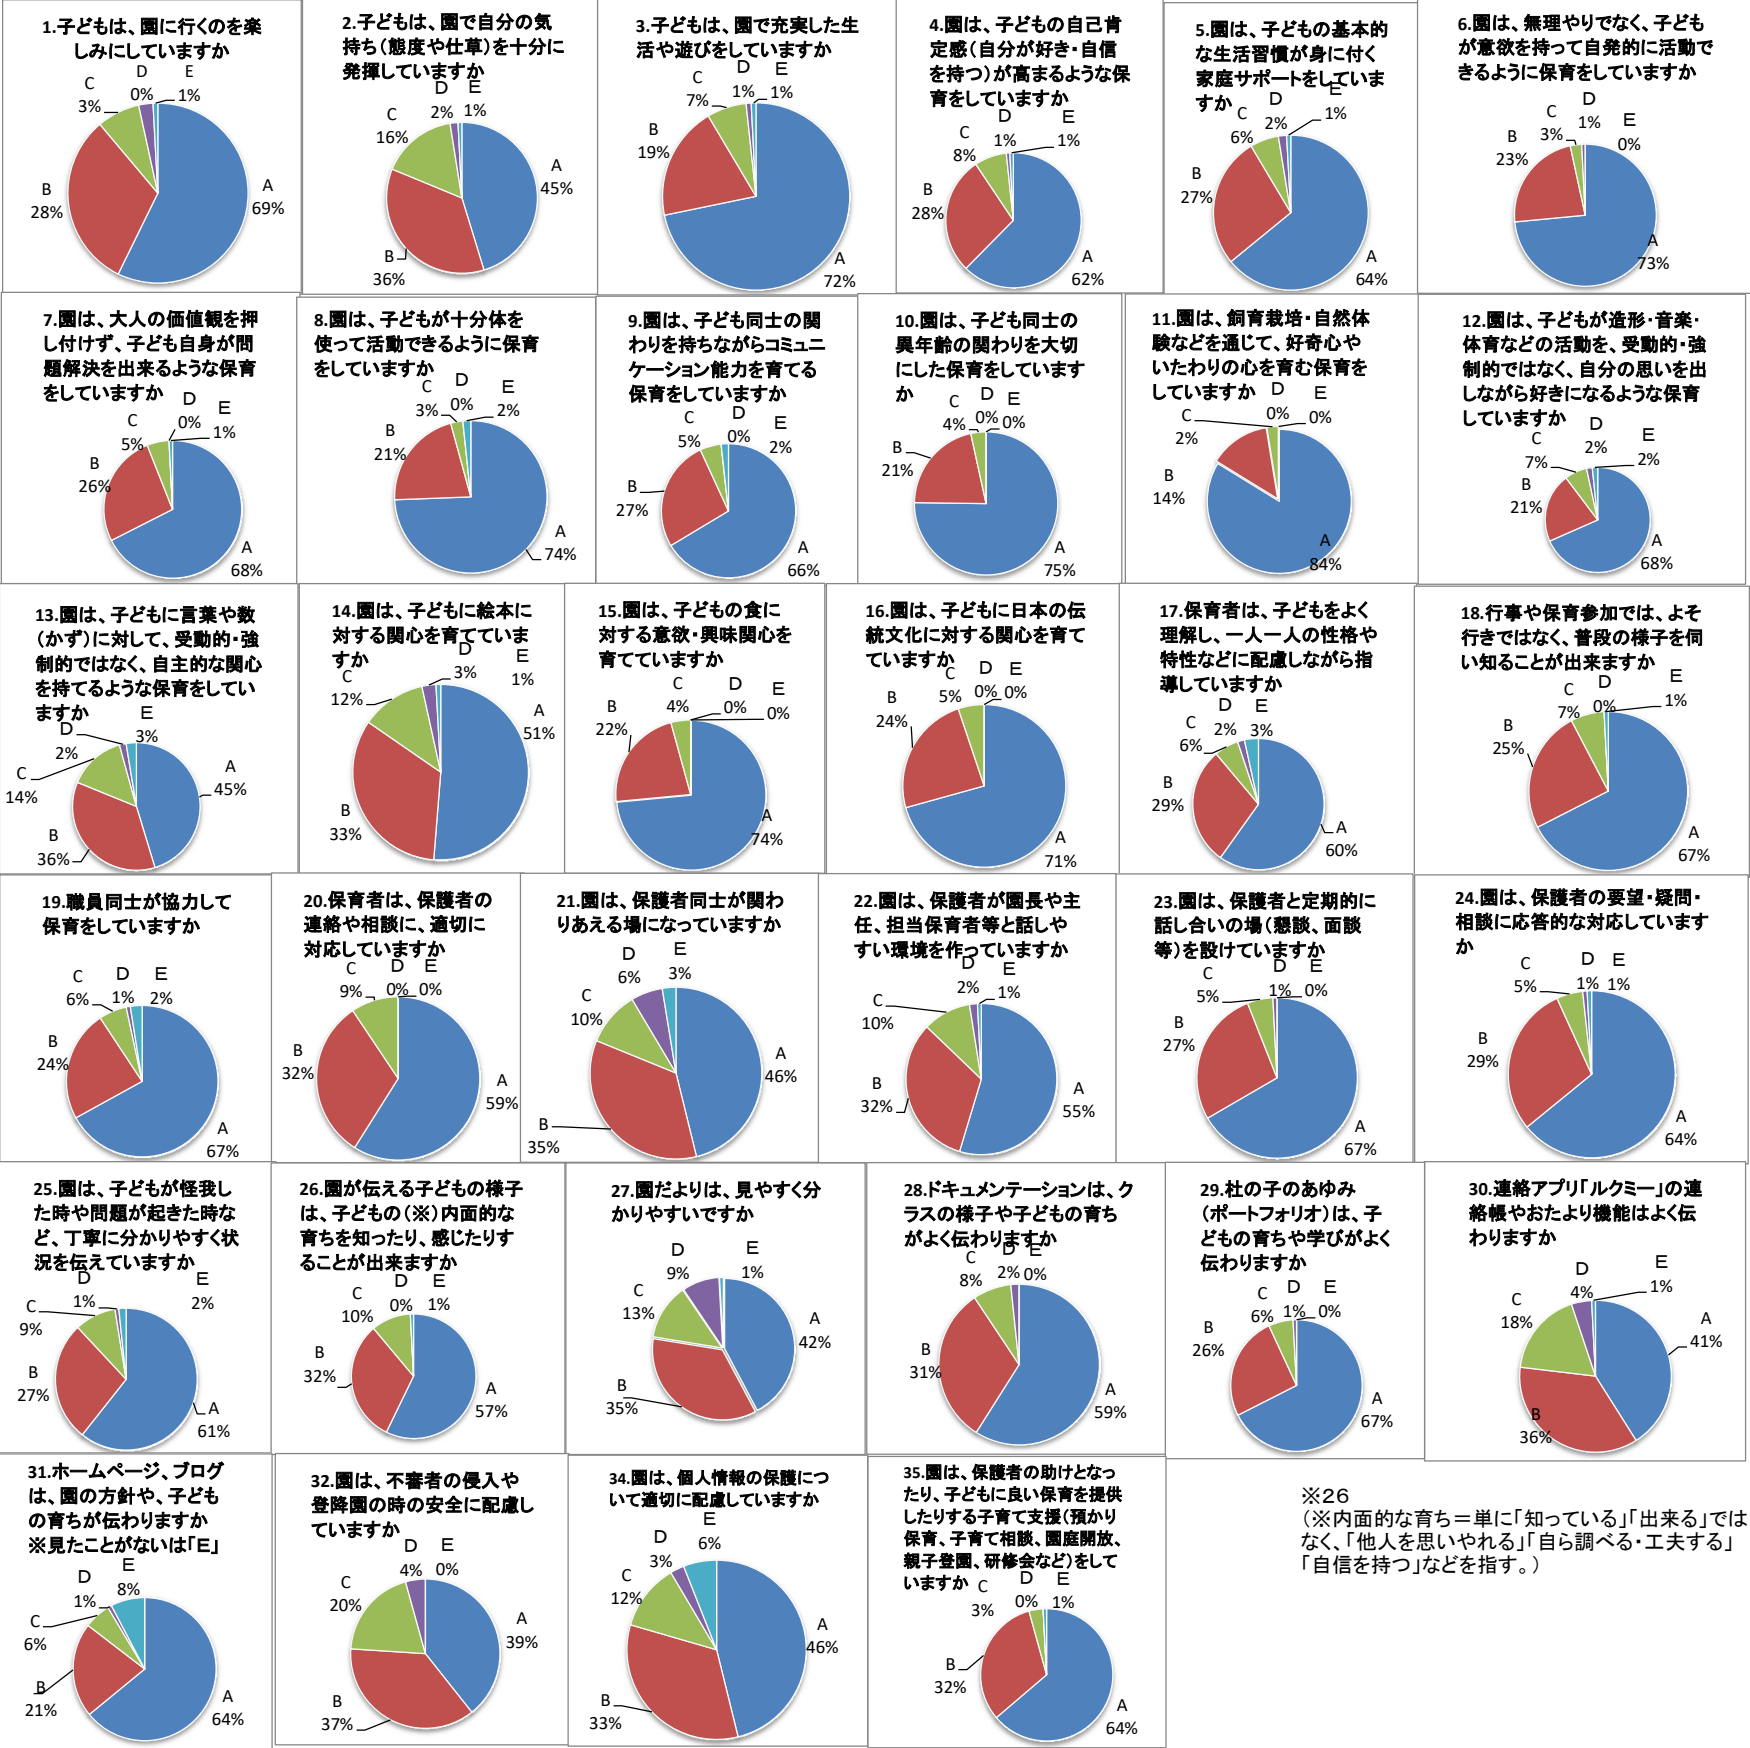 1.子どもは、園に行くのを楽
しみにしていますか
D E
C 0% 1%
3%
B
28%
A
69%
2.子どもは、園で自分の気
持ち(態度や仕草)を十分に
発揮していますか
D E
C 2% 1%
16%
A
45%
B
36%
3.子どもは、園で充実した生
活や遊びをしていますか
C D E
7% 1% 1%
B
19%
A
72%
4.園は、子どもの自己肯
定感(自分が好き・自信
を持つ)が高まるような保
育をしていますか
D E
C 1% 1%
8%
B
28%
A
62%
5.園は、子どもの基本的
な生活習慣が身に付く
家庭サポートをしていま
すか
D E
C 2% 1%
6%
B
27%
A
64%
6.園は、無理やりでなく、子ども
が意欲を持って自発的に活動で
きるように保育をしていますか
D
C 1% E
3% 0%
B
23%
A
73%
7.園は、大人の価値観を押
し付けず、子ども自身が問
題解決を出来るような保育
をしていますか
D E
C 0% 1%
5%
B
26%
A
68%
8.園は、子どもが十分体を
使って活動できるように保育
をしていますか
C D E
3% 0% 2%
B
21%
A
74%
9.園は、子ども同士の関
わりを持ちながらコミュニ
ケーション能力を育てる
保育をしていますか
C D E
5% 0% 2%
B
27%
A
66%
10.園は、子ども同士の
異年齢の関わりを大切
にした保育をしています
か
C D E
4% 0% 0%
B
21%
A
75%
11.園は、飼育栽培・自然体
験などを通じて、好奇心や
いたわりの心を育む保育を
していますか
D E
C 0% 0%
2%
B
14%
A
84%
12.園は、子どもが造形・音楽・
体育などの活動を、受動的・強
制的ではなく、自分の思いを出
しながら好きになるような保育
していますか
C D E
7% 2% 2%
B
21%
A
68%
13.園は、子どもに言葉や数
(かず)に対して、受動的・強
制的ではなく、自主的な関心
を持てるような保育をしてい
ますか
D E
2% 3%
C
14%
A
45%
B
36%
14.園は、子どもに絵本に
対する関心を育てていま
すか
D E
C 3% 1%
12%
A
51%
B
33%
15.園は、子どもの食に
対する意欲・興味関心を
育てていますか
C D E
4% 0% 0%
B
22%
A
74%
16.園は、子どもに日本の伝
統文化に対する関心を育て
ていますか
C D E
5% 0% 0%
B
24%
A
71%
17.保育者は、子どもをよく
理解し、一人一人の性格や
特性などに配慮しながら指
導していますか
C D E
6% 2% 3%
B
29%
A
60%
18.行事や保育参加では、よそ
行きではなく、普段の様子を伺
い知ることが出来ますか
C D E
7% 0% 1%
B
25%
A
67%
19.職員同士が協力して
保育をしていますか
C D E
6% 1% 2%
B
24%
A
67%
20.保育者は、保護者の
連絡や相談に、適切に
対応していますか
C D E
9% 0% 0%
B
32%
A
59%
21.園は、保護者同士が関わ
りあえる場になっていますか
D E
6% 3%
C
10%
A
46%
B
35%
22.園は、保護者が園長や主
任、担当保育者等と話しや
すい環境を作っていますか
D E
2% 1%
C
10%
B
32%
A
55%
23.園は、保護者と定期的に
話し合いの場(懇談、面談
等)を設けていますか
C D E
5% 1% 0%
B
27%
A
67%
24.園は、保護者の要望・疑問・
相談に応答的な対応しています
か
C D E
5% 1% 1%
B
29%
A
64%
25.園は、子どもが怪我し
た時や問題が起きた時な
ど、丁寧に分かりやすく状
況を伝えていますか
D E
1% 2%
C
9%
B
27%
A
61%
26.園が伝える子どもの様子
は、子どもの(※)内面的な
育ちを知ったり、感じたりす
ることが出来ますか
C D E
10% 0% 1%
B
32%
A
57%
27.園だよりは、見やすく分
かりやすいですか
D E
9% 1%
C
13%
A
42%
B
35%
28.ドキュメンテーションは、ク
ラスの様子や子どもの育ち
がよく伝わりますか
C D E
8% 2% 0%
B
31%
A
59%
29.杜の子のあゆみ
(ポートフォリオ)は、子
どもの育ちや学びがよく
伝わりますか
C D E
6% 1% 0%
B
26%
A
67%
30.連絡アプリ「ルクミー」の連
絡帳やおたより機能はよく伝
わりますか
D E
4% 1%
C
18%
A
41%
B
36%
31.ホームページ、ブログ
は、園の方針や、子ども
の育ちが伝わりますか
※見たことがないは「E」
D E
1% 8%
C
6%
B
21%
A
64%
32.園は、不審者の侵入や
登降園の時の安全に配慮し
ていますか
D E
4% 0%
C
20%
A
39%
B
37%
34.園は、個人情報の保護につ
いて適切に配慮していますか
D E
3% 6%
C
12%
A
46%
B
33%
35.園は、保護者の助けとなっ
たり、子どもに良い保育を提供
したりする子育て支援(預かり
保育、子育て相談、園庭開放、
親子登園、研修会など)をして
いますか
C D E
3% 0% 1%
B
32%
A
64%
※26
(※内面的な育ち＝単に「知っている」「出来る」では
なく、「他人を思いやれる」「自ら調べる・工夫する」
「自信を持つ」などを指す。)